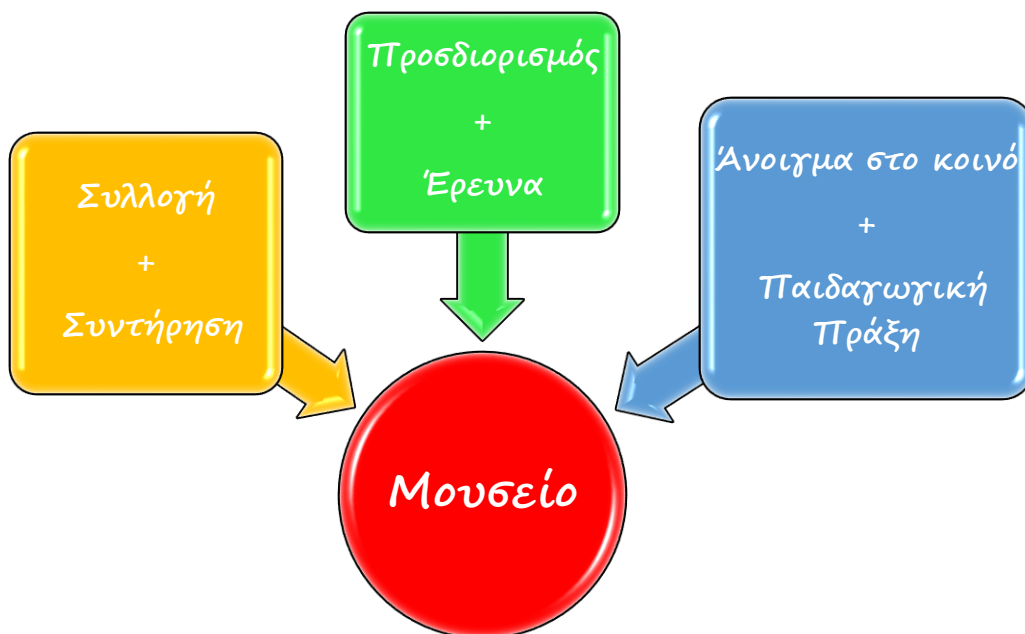 Συλλογή
+
Συντήρηση
Προσδιορισμός
+
Έρευνα
Άνοιγμα στο κοινό
+
Παιδαγωγική
Πράξη
Μουσείο